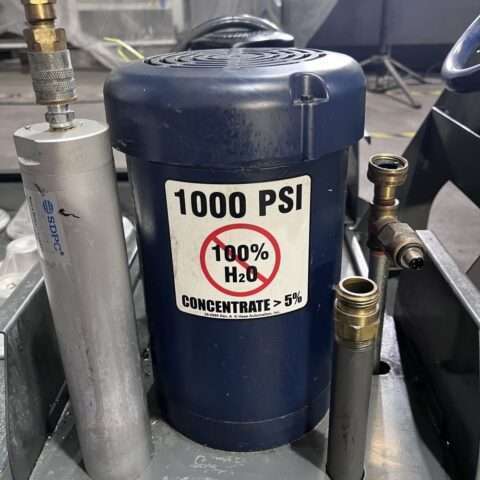 1000 PSI
100%
H2O
CONCENTRATE > 5%
SDPC